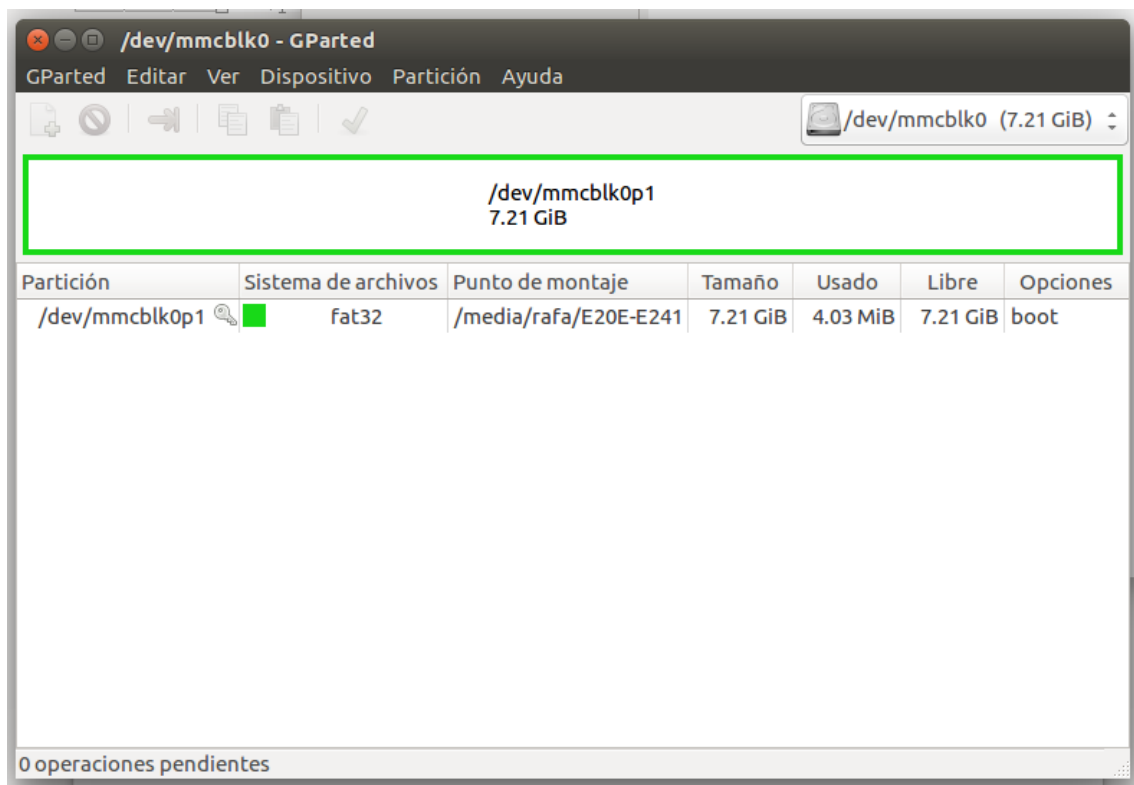 /dev/mmcblk0 - GParted
GParted Editar Ver Dispositivo Partición Ayuda
/dev/mmcblk0 (7.21 GiB)
/dev/mmcblk0p1
7.21 GiB
Partición Sistema de archivos Punto de montaje Tamaño Usado Libre Opciones
/dev/mmcblk0p1 fat32 /media/rafa/E20E-E241 7.21 GiB 4.03 MiB 7.21 GiB boot
0 operaciones pendientes